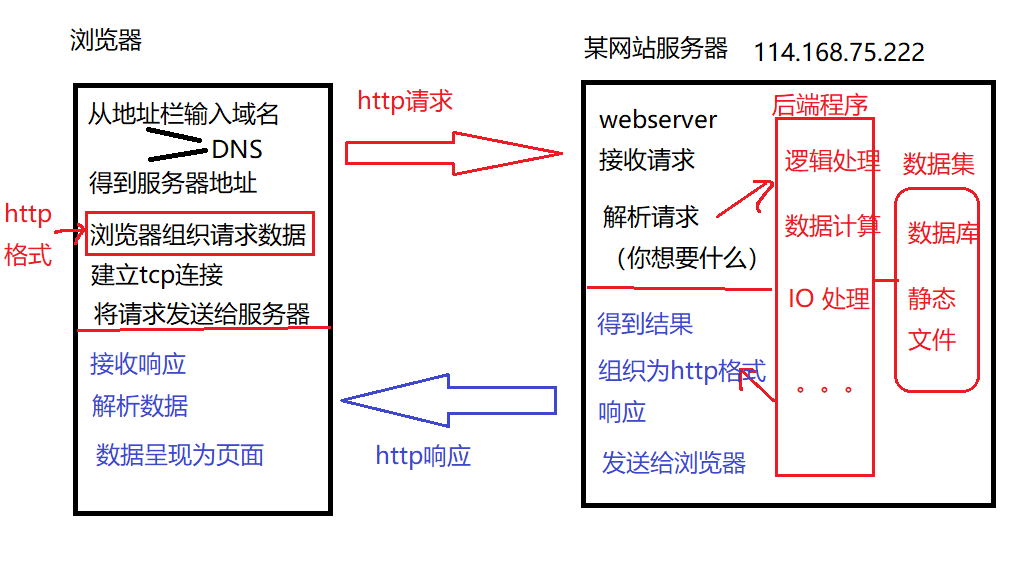 浏览器
从地址栏输入域名
DNS
得到服务器地址
http
格式
浏览器组织请求数据
建立tcp连接
将请求发送给服务器
接收响应
解析数据
数据呈现为页面
http请求
http响应
某网站服务器 114.168.75.222
webserver
接收请求
解析请求
（你想要什么）
得到结果
组织为http格式
响应
发送给浏览器
后端程序
逻辑处理
数据计算
IO 处理
。。。
数据集
数据库
静态
文件